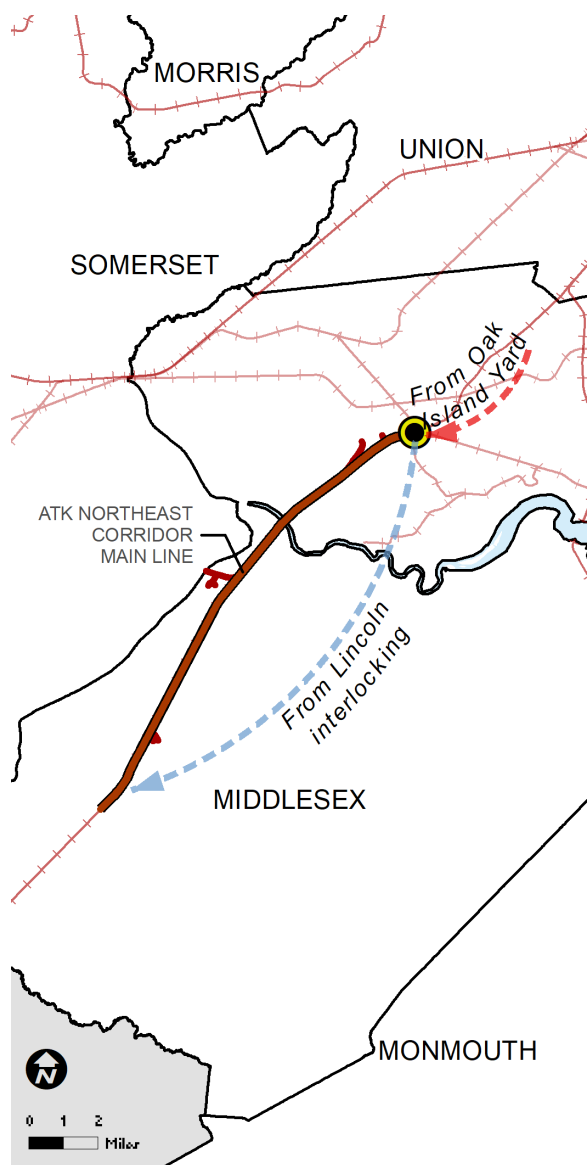 MORRIS
UNION
SOMERSET
From Oak
Island Yard
ATK NORTHEAST
CORRIDOR
MAIN LINE
From Lincoln
interlocking
MIDDLESEX
MONMOUTH
N
0 1 2
Miles